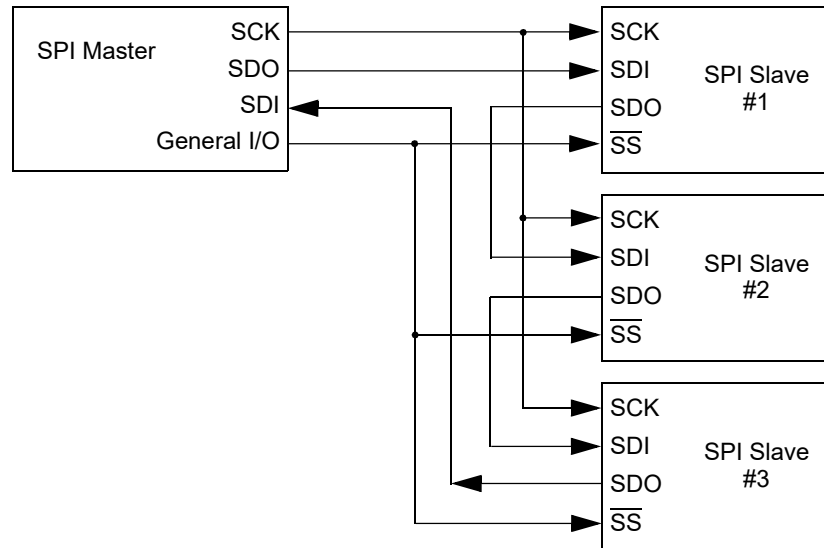 SPI Master
SCK
SDO
SDI
General I/O
SCK
SDI
SDO
SS
SPI Slave
#1
SCK
SDI
SDO
SS
SPI Slave
#2
SCK
SDI
SDO
SS
SPI Slave
#3